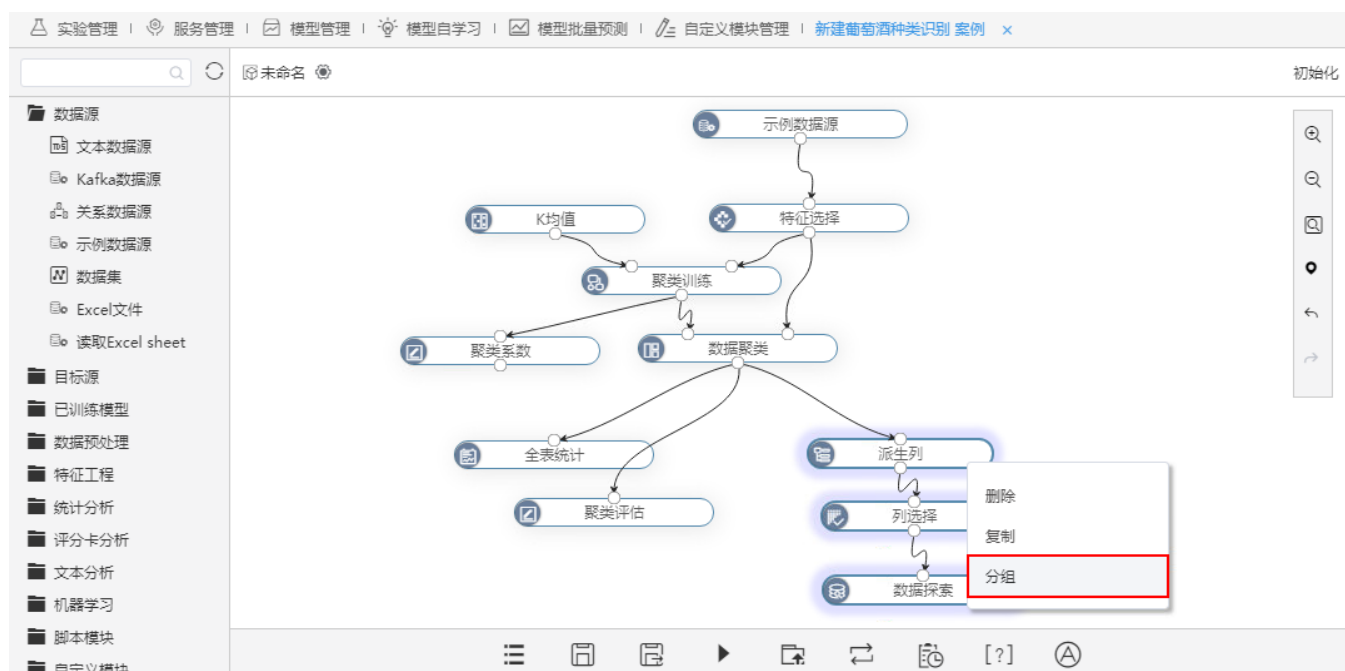 实验管理 服务管理 模型管理 模型自学习 模型批量预测 自定义模块管理 新建葡萄酒种类识别 案例 ×
未命名 初始化
数据源
文本数据源
Kafka数据源
关系数据源
示例数据源
数据集
Excel文件
读取Excel sheet
目标源
已训练模型
数据预处理
特征工程
统计分析
评分卡分析
文本分析
机器学习
脚本模块
自定义模块
示例数据源
K均值
特征选择
聚类训练
聚类系数
数据聚类
全表统计
派生列
聚类评估
列选择
数据探索
删除
复制
分组
[?]